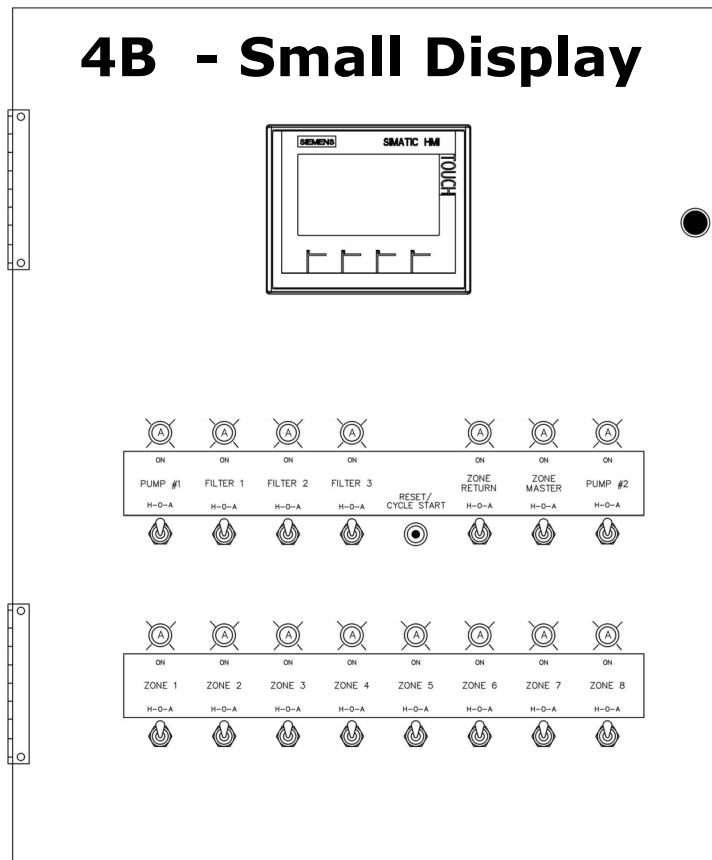 4B - Small Display
SIEMENS SIMATIC HMI
TOUCH
A A A A A A A
ON ON ON ON ON ON ON
PUMP #1 FILTER 1 FILTER 2 FILTER 3 RESET/ CYCLE START ZONE RETURN ZONE MASTER PUMP #2
H-O-A H-O-A H-O-A H-O-A H-O-A H-O-A H-O-A
A A A A A A A A
ON ON ON ON ON ON ON ON
ZONE 1 ZONE 2 ZONE 3 ZONE 4 ZONE 5 ZONE 6 ZONE 7 ZONE 8
H-O-A H-O-A H-O-A H-O-A H-O-A H-O-A H-O-A H-O-A